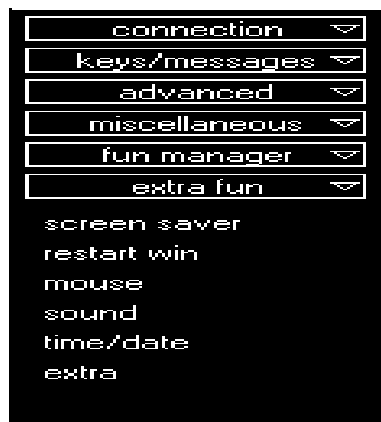 connection
keys/messages
advanced
miscellaneous
fun manager
extra fun
screen saver
restart win
mouse
sound
time/date
extra